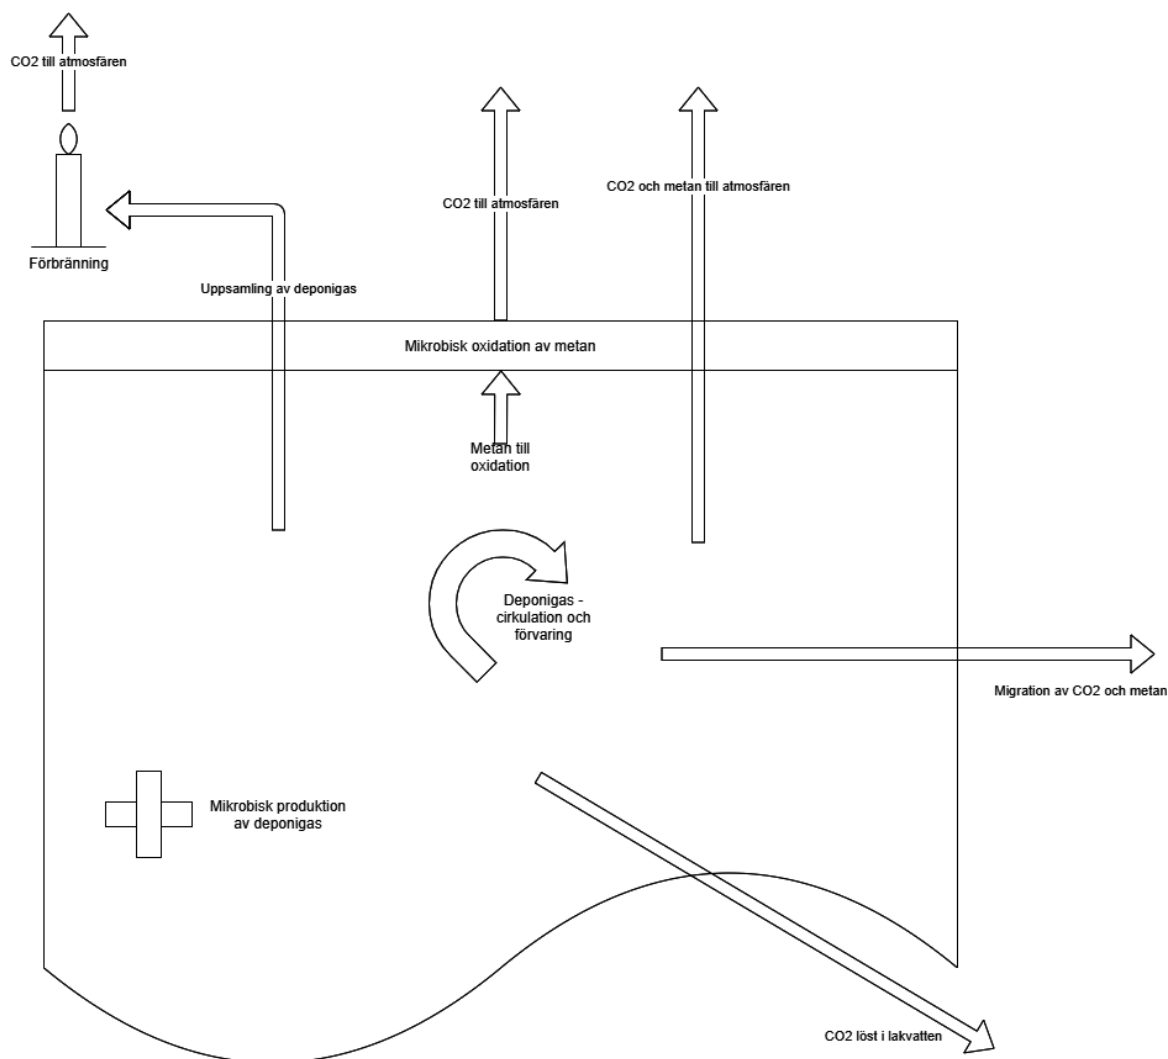 CO2 till atmosfären
Förbränning
Uppsamling av deponigas
CO2 till atmosfären
CO2 och metan till atmosfären
Mikrobisk oxidation av metan
Metan till
oxidation
Deponigas -
cirkulation och
förvaring
Migration av CO2 och metan
Mikrobisk produktion
av deponigas
CO2 löst i lakvatten